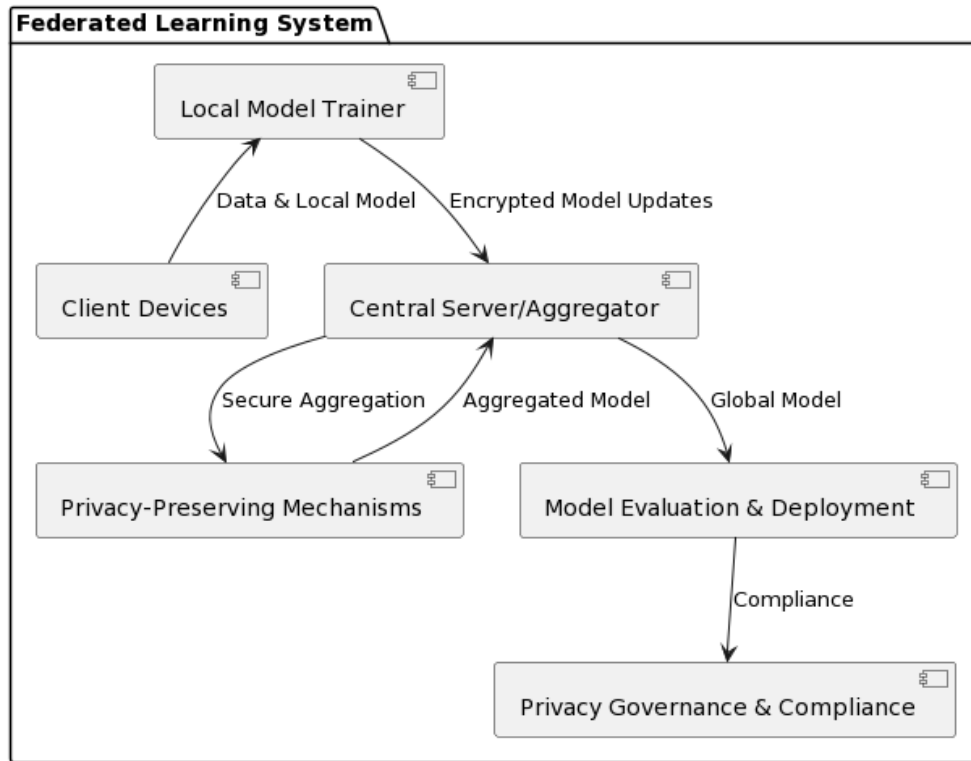 Federated Learning System
Local Model Trainer
Data & Local Model
Encrypted Model Updates
Client Devices
Central Server/Aggregator
Secure Aggregation
Aggregated Model
Global Model
Privacy-Preserving Mechanisms
Model Evaluation & Deployment
Compliance
Privacy Governance & Compliance